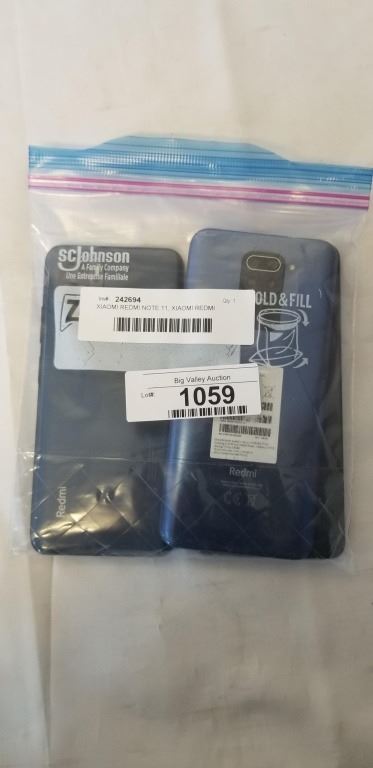 SCJohnson
A Family Company
Une Entreprise Familiale
Inv#: 242694 Qty: 1
XIAOMI REDMI NOTE 11, XIAOMI REDMI
Big Valley Auction
Lot#: 1059
FOLD & FILL
Redmi
Redmi